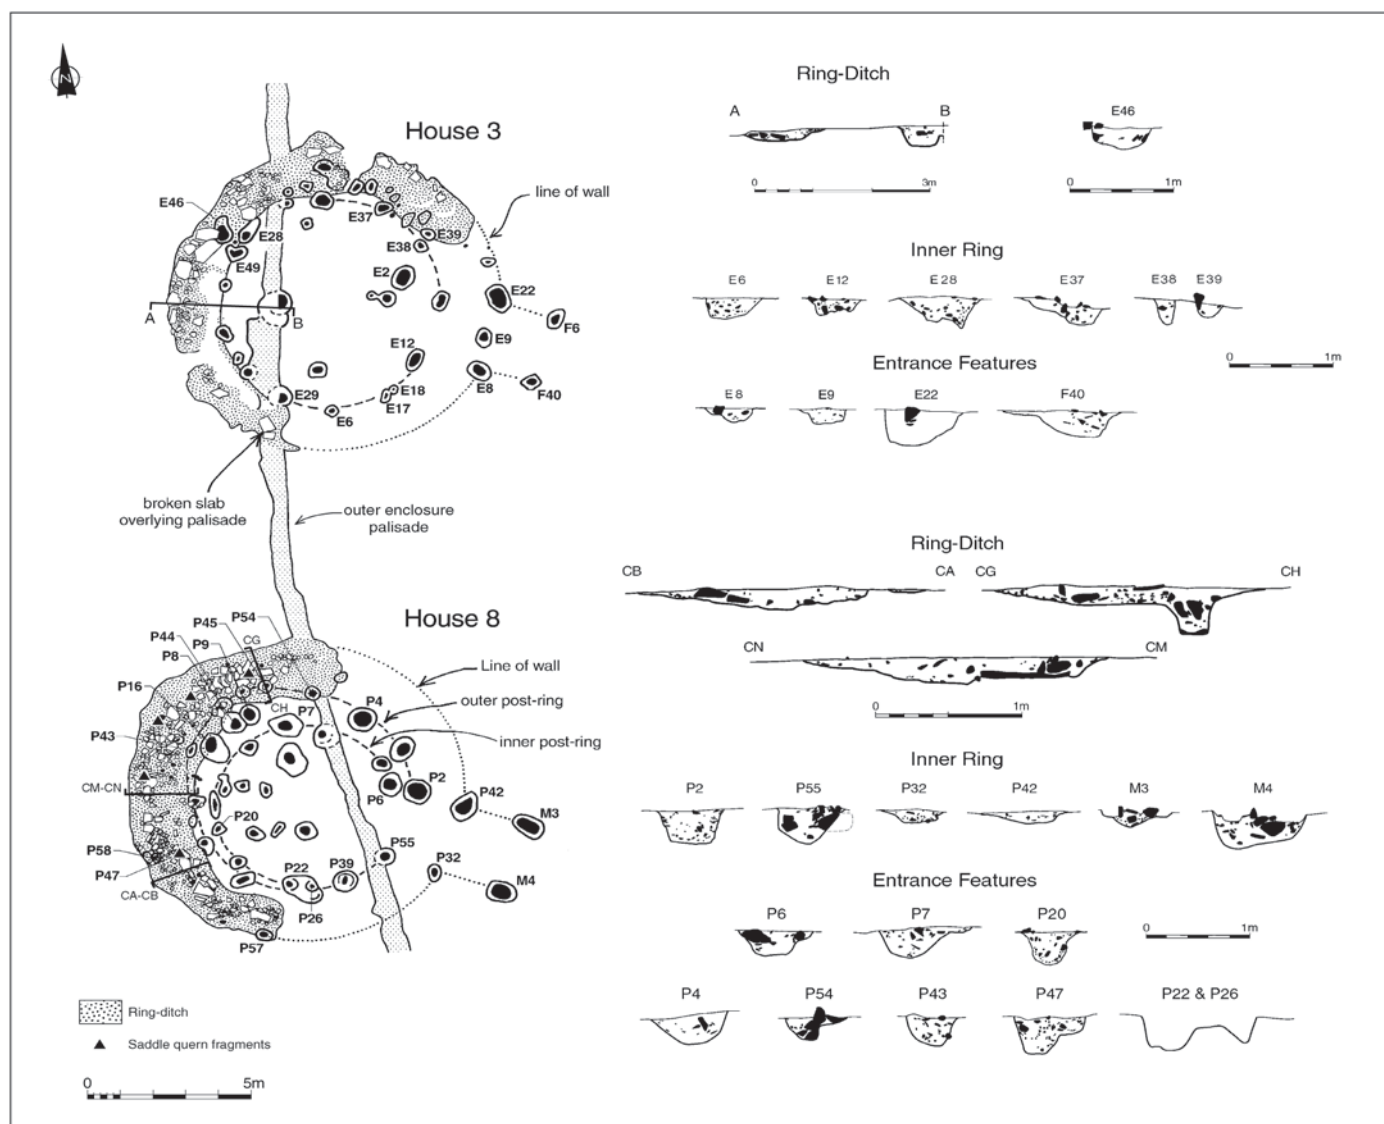 N
House 3
E46
E28
E49
E37
E39
E38
E2
line of wall
E22
F6
E9
E12
E8
F40
E18
E17
E29
E6
A
B
broken slab
overlying palisade
outer enclosure
palisade
House 8
P54
P45
CG
P44
P9
P8
P16
P43
CM-CN
P20
P58
P47
CA-CB
P57
CH
P7
P4
Line of wall
outer post-ring
inner post-ring
P6
P2
P42
M3
P55
P32
M4
P22
P39
P26
Ring-ditch
Saddle quern fragments
0
5m
Ring-Ditch
A
B
E46
0
3m
0
1m
Inner Ring
E6
E12
E28
E37
E38
E39
Entrance Features
0
1m
E8
E9
E22
F40
Ring-Ditch
CB
CA
CG
CH
CN
CM
0
1m
Inner Ring
P2
P55
P32
P42
M3
M4
Entrance Features
P6
P7
P20
0
1m
P4
P54
P43
P47
P22 & P26